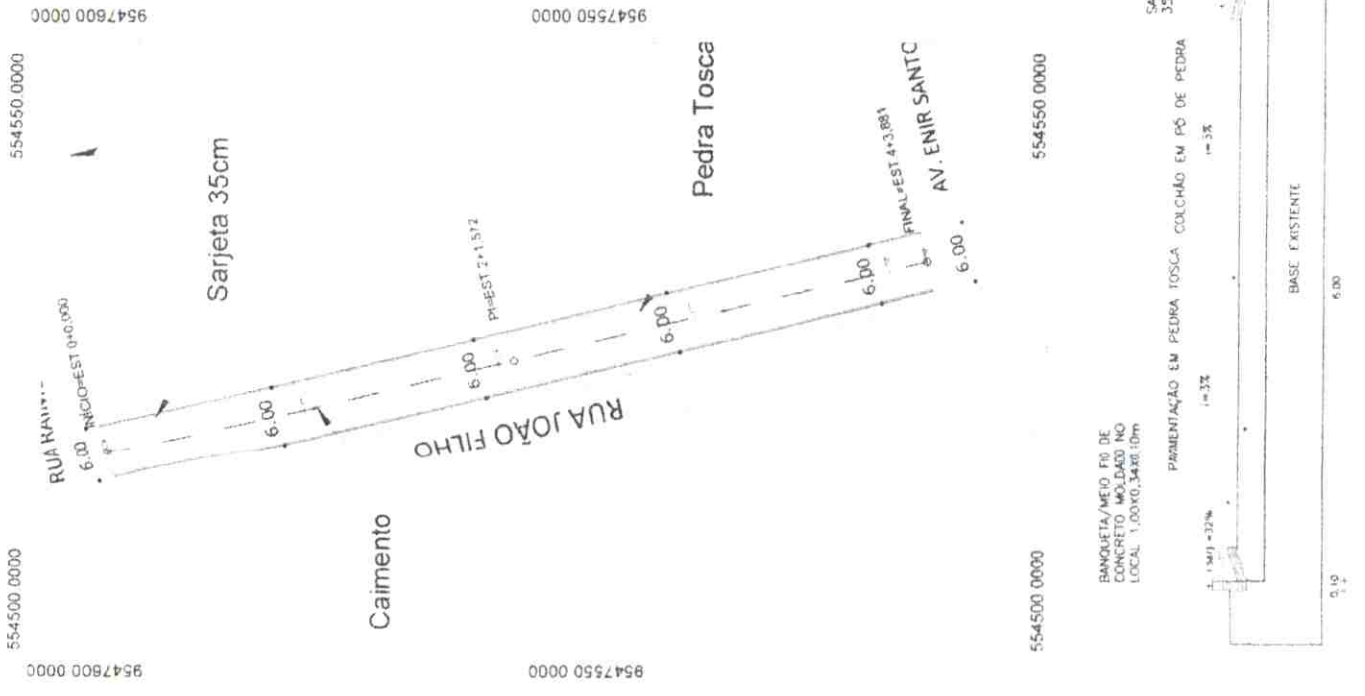 554500.0000
554550.0000
9547600.0000
9547600.0000
6.00
INICIO=EST 0+0,000
Sarjeta 35cm
6.00
PI=EST 2+1.572
6.00
9547550.0000
9547550.0000
Caimento
RUA JOÃO FILHO
6.00
Pedra Tosca
6.00
FINAL=EST 4+3,881
AV. ENIR SANTO
6.00
554500.0000
554550.0000
BANQUETA/MEIO FIO DE
CONCRETO MOLDADO NO
LOCAL 1,00X0,34X0,10m
PAVIMENTAÇÃO EM PEDRA TOSCA COLCHÃO EM PÓ DE PEDRA
i=3%
i=3%
BASE EXISTENTE
0.10
6.00